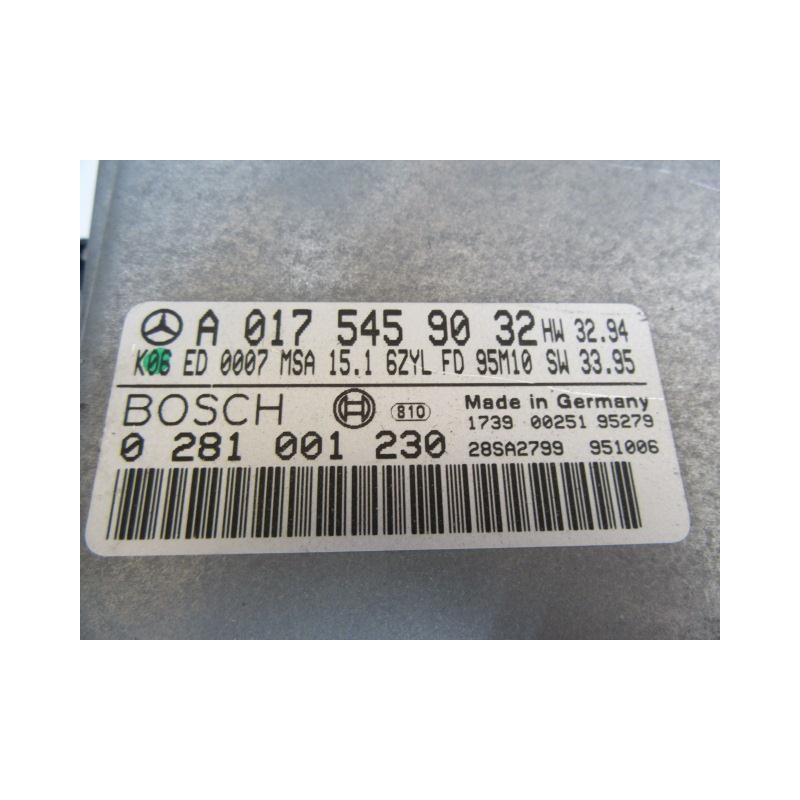 A 017 545 90 32 HW 32.94
K06 ED 0007 MSA 15.1 6ZYL FD 95M10 SW 33.95
BOSCH 810 Made in Germany
1739 00251 95279
0 281 001 230 28SA2799 951006